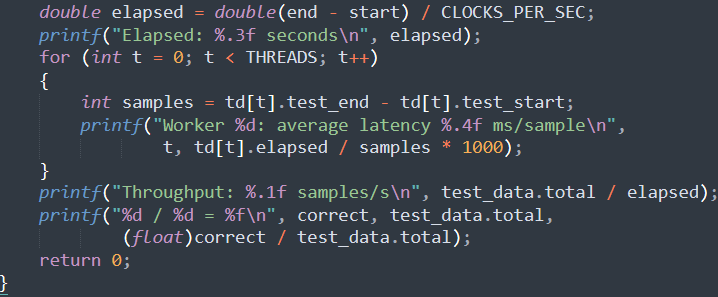 double elapsed = double(end - start) / CLOCKS_PER_SEC;
printf("Elapsed: %.3f seconds\n", elapsed);
for (int t = 0; t < THREADS; t++)
{
int samples = td[t].test_end - td[t].test_start;
printf("Worker %d: average latency %.4f ms/sample\n",
t, td[t].elapsed / samples * 1000);
}
printf("Throughput: %.1f samples/s\n", test_data.total / elapsed);
printf("%d / %d = %f\n", correct, test_data.total,
(float)correct / test_data.total);
return 0;
}